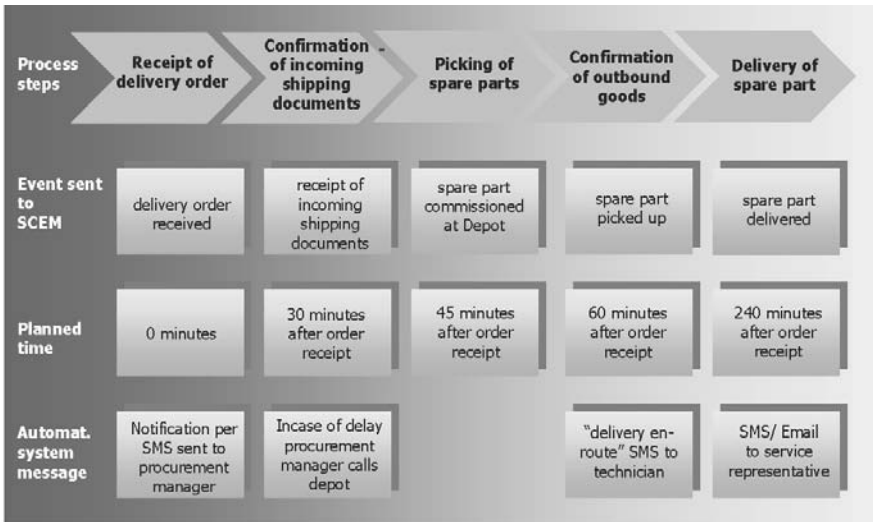 Process
steps
Receipt of
delivery order
Confirmation
of incoming
shipping
documents
Picking of
spare parts
Confirmation
of outbound
goods
Delivery of
spare part
Event sent
to
SCEM
delivery order
received
receipt of
incoming
shipping
documents
spare part
commissioned
at Depot
spare part
picked up
spare part
delivered
Planned
time
0 minutes
30 minutes
after order
receipt
45 minutes
after order
receipt
60 minutes
after order
receipt
240 minutes
after order
receipt
Automat.
system
message
Notification per
SMS sent to
procurement
manager
Incase of delay
procurement
manager calls
depot
“delivery en-
route” SMS to
technician
SMS/ Email
to service
representative